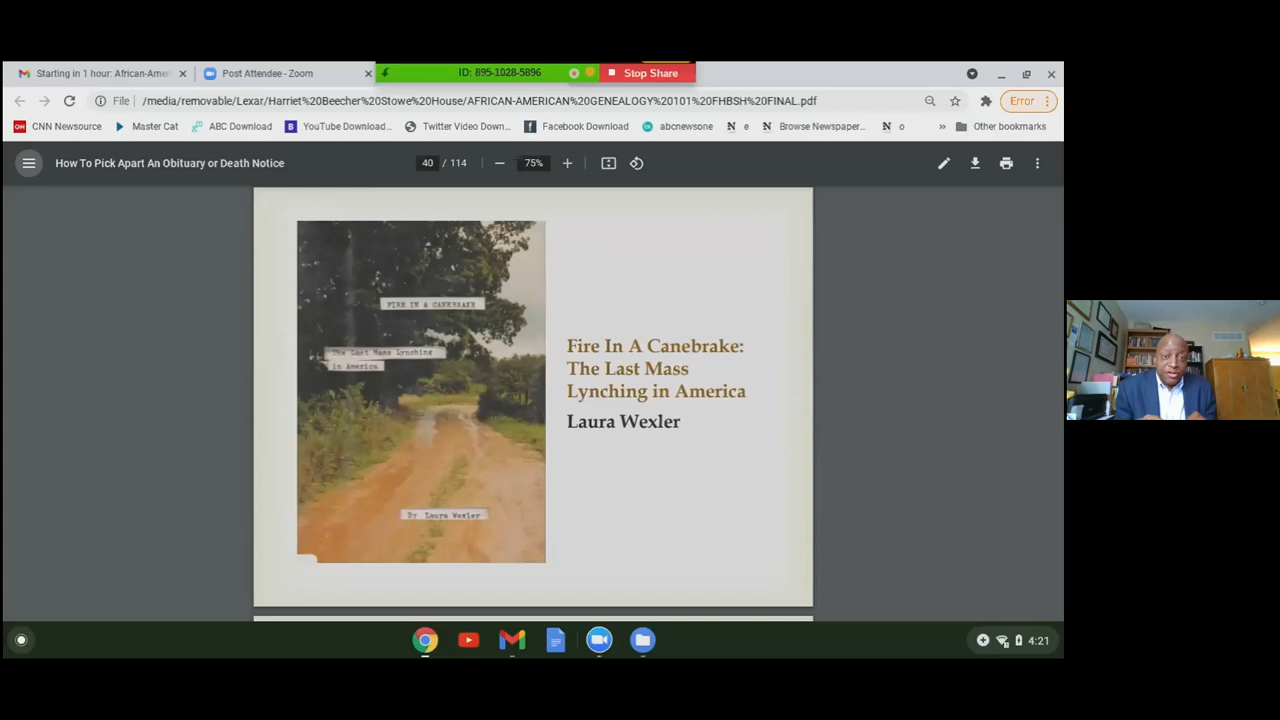 Starting in 1 hour: African-Amer
Post Attendee - Zoom
ID: 895-1028-5896
Stop Share
File
/media/removable/Lexar/Harriet%20Beecher%20Stowe%20House/AFRICAN-AMERICAN%20GENEALOGY%20101%20FHBSH%20FINAL.pdf
Error
CNN Newsource
Master Cat
ABC Download
YouTube Download...
Twitter Video Down...
Facebook Download
abcnewsone
N e
N Browse Newspaper...
N o
»
Other bookmarks
How To Pick Apart An Obituary or Death Notice
40 / 114
75%
FIRE IN A CANEBRAKE
The Last Mass Lynching
in America
By Laura Wexler
Fire In A Canebrake:
The Last Mass
Lynching in America
Laura Wexler
4:21